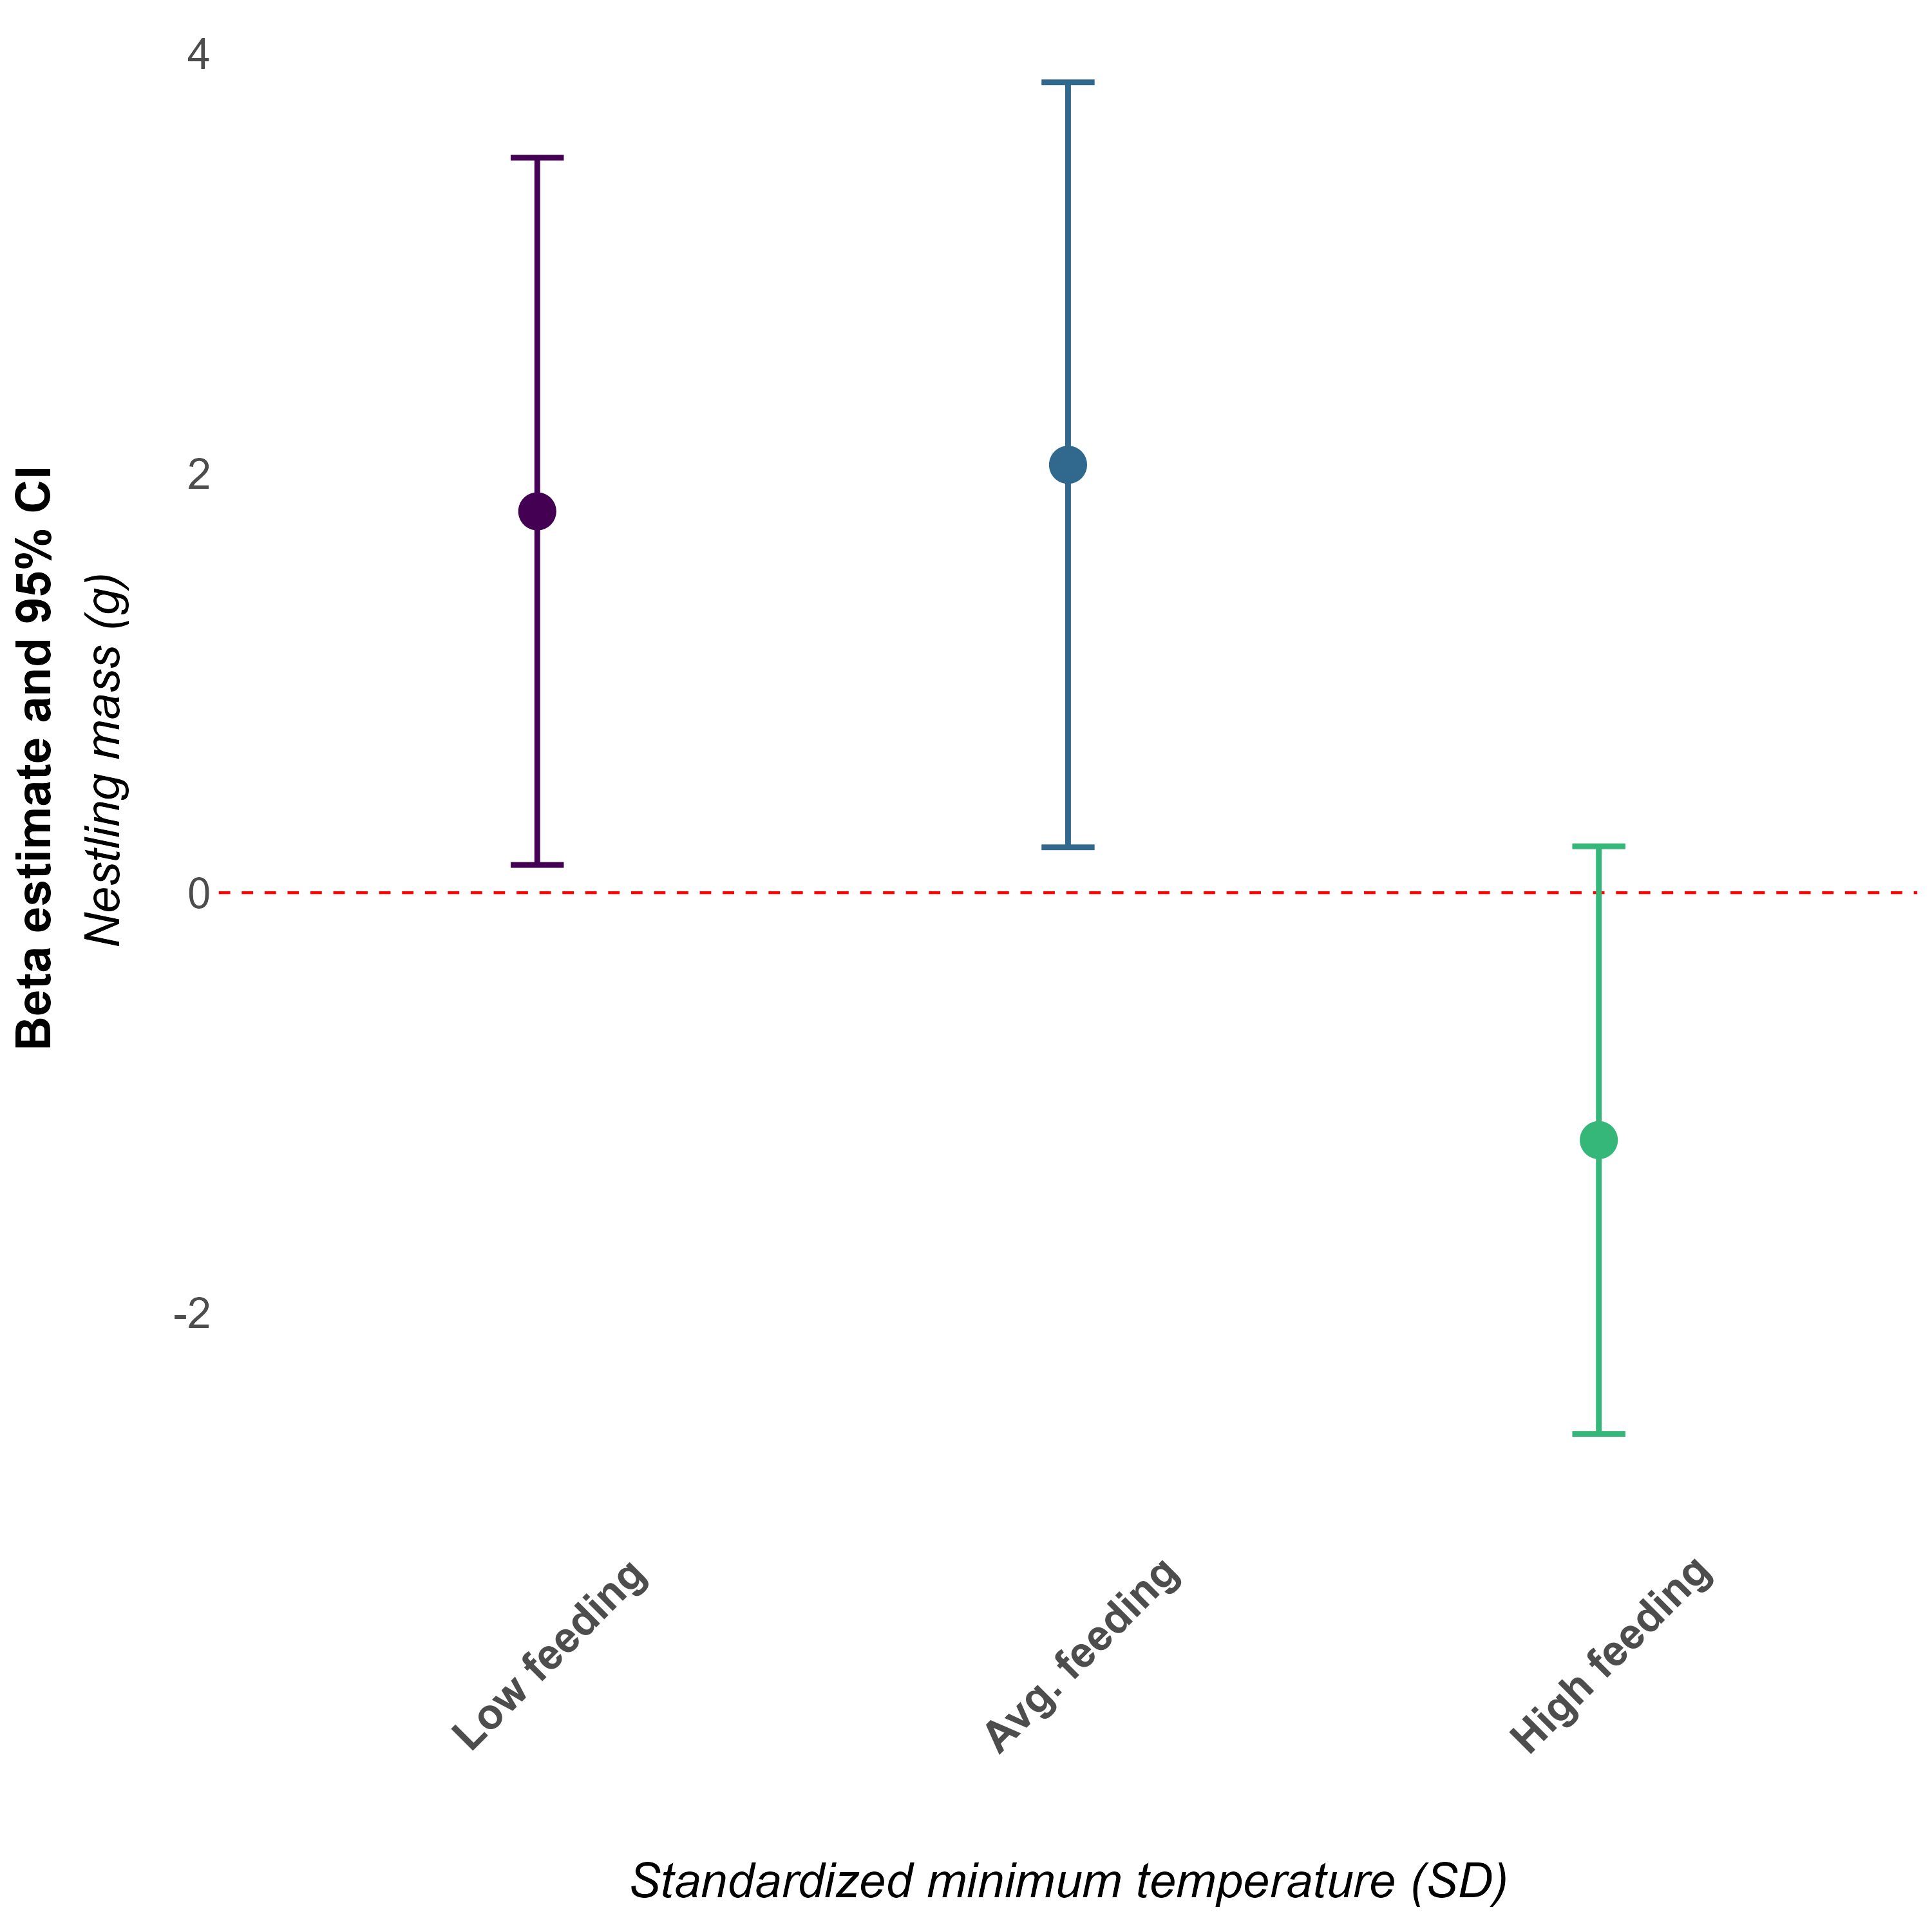 Beta estimate and 95% CI
Nestling mass (g)
4
2
0
-2
Low feeding
Avg. feeding
High feeding
Standardized minimum temperature (SD)